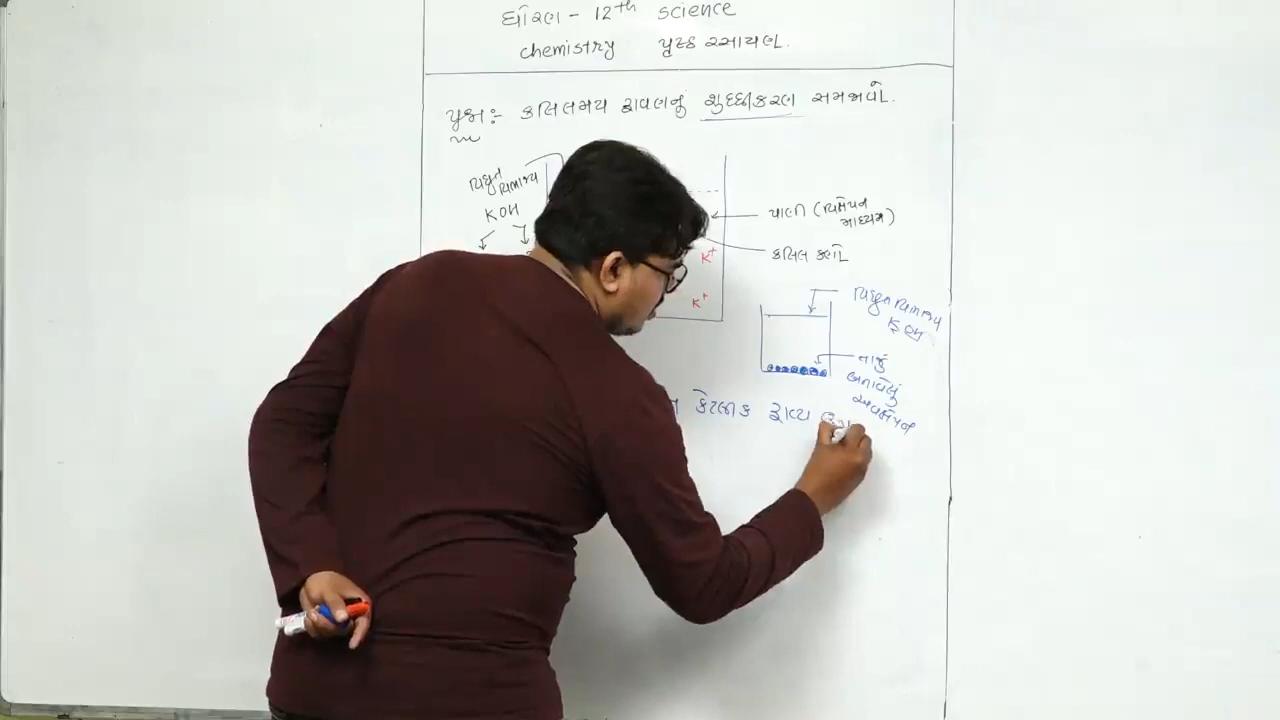 ધોરણ - 12th science
chemistry પૃષ્ઠ રસાયણ.
પ્રશ્ન :- કલિલમય દ્રાવણનું શુદ્ધીકરણ સમજાવો.
વિદ્યુત
વિભાજ્ય
KOH
પાણી (વિક્ષેપન
માધ્યમ)
કલિલ કણો
K+
K+
વિદ્યુત વિભાજ્ય
KOH
તાજું
બનાવેલું
અવક્ષેપન
કેટલાક દ્રાવ્ય